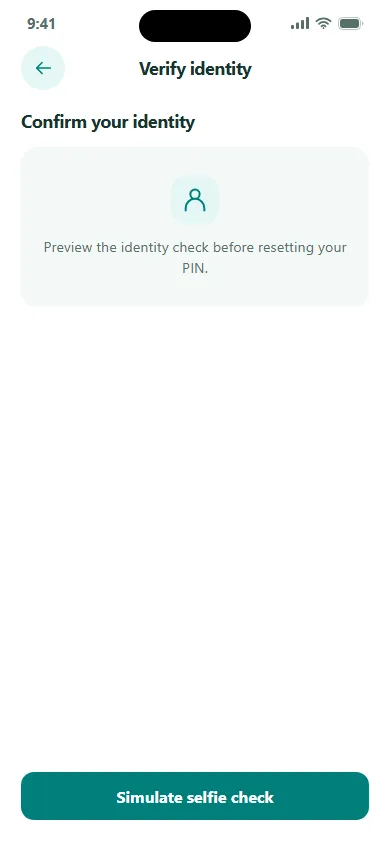 9:41
Verify identity
Confirm your identity
Preview the identity check before resetting your
PIN.
Simulate selfie check